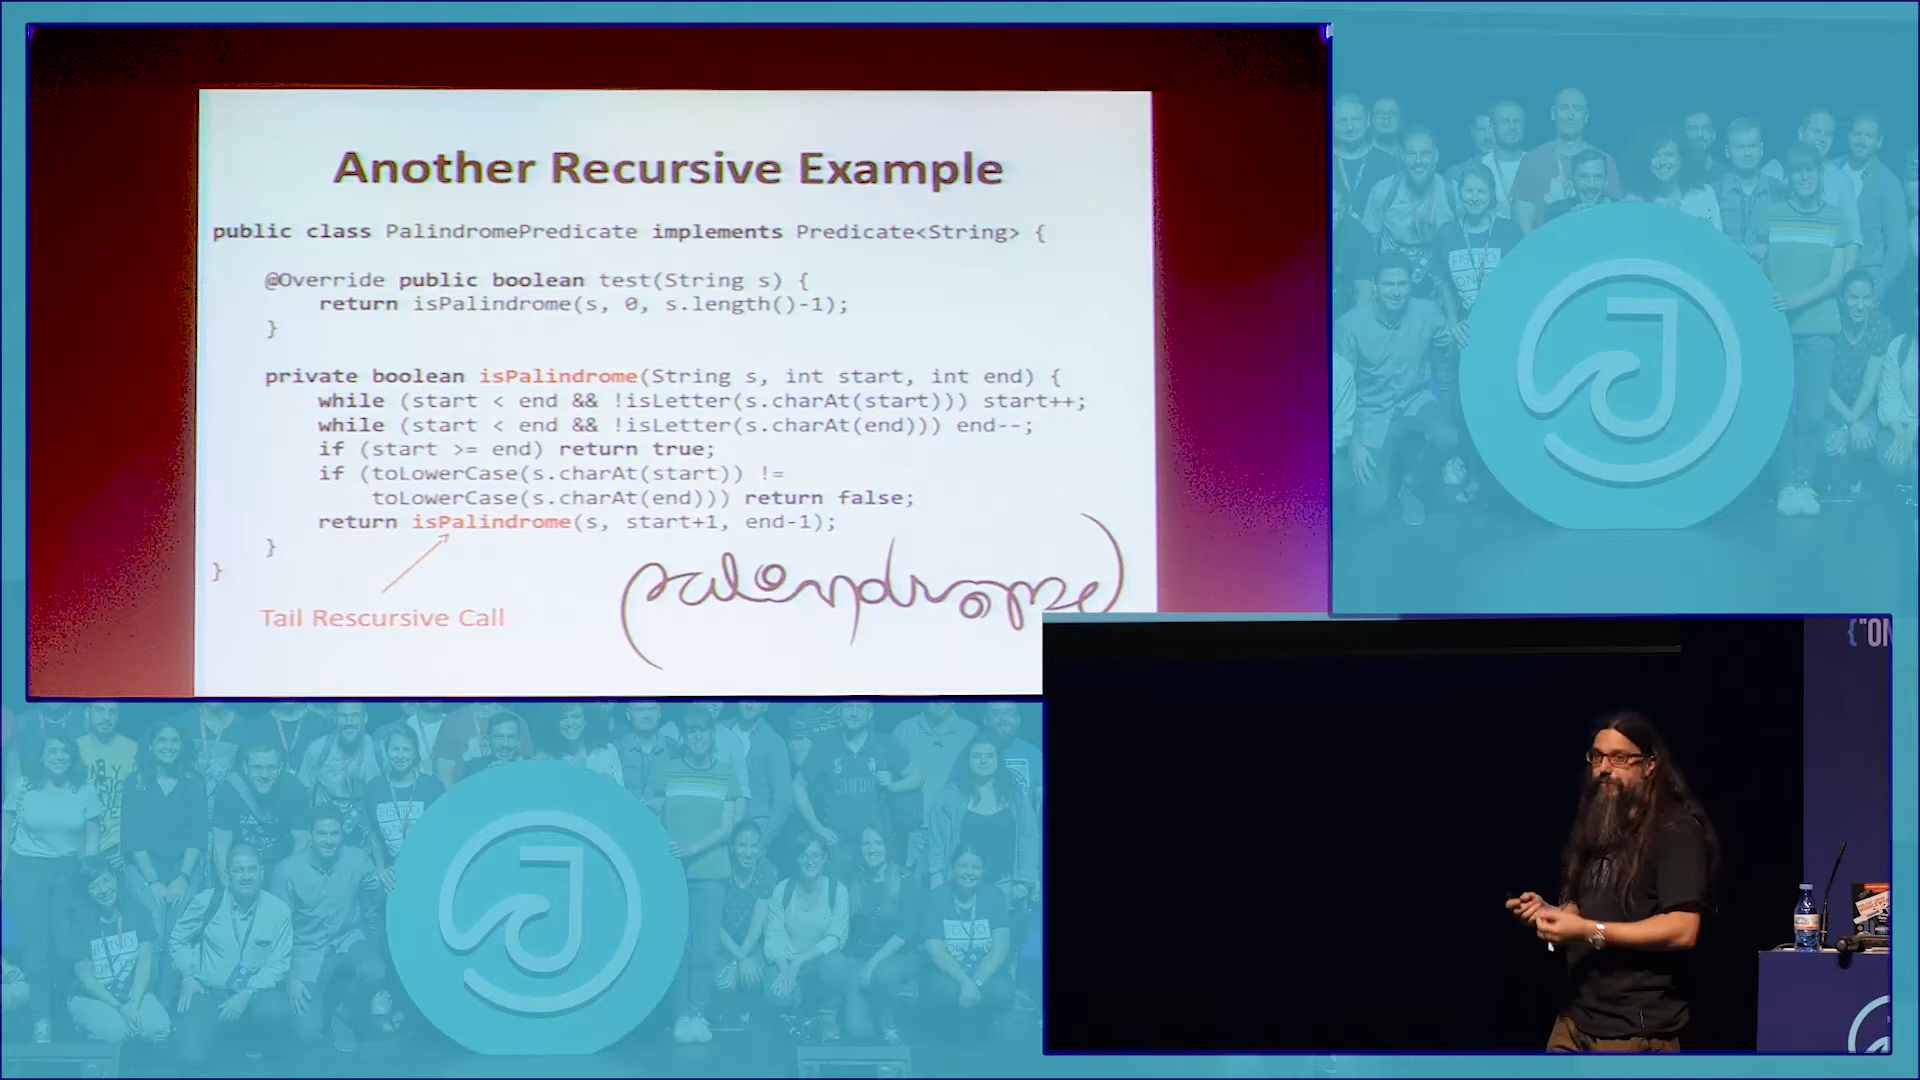 Another Recursive Example
public class PalindromePredicate implements Predicate<String> {
@Override public boolean test(String s) {
return isPalindrome(s, 0, s.length()-1);
}
private boolean isPalindrome(String s, int start, int end) {
while (start < end && !isLetter(s.charAt(start))) start++;
while (start < end && !isLetter(s.charAt(end))) end--;
if (start >= end) return true;
if (toLowerCase(s.charAt(start)) !=
toLowerCase(s.charAt(end))) return false;
return isPalindrome(s, start+1, end-1);
}
}
Tail Rescursive Call
palendrome
{"ON
J
J